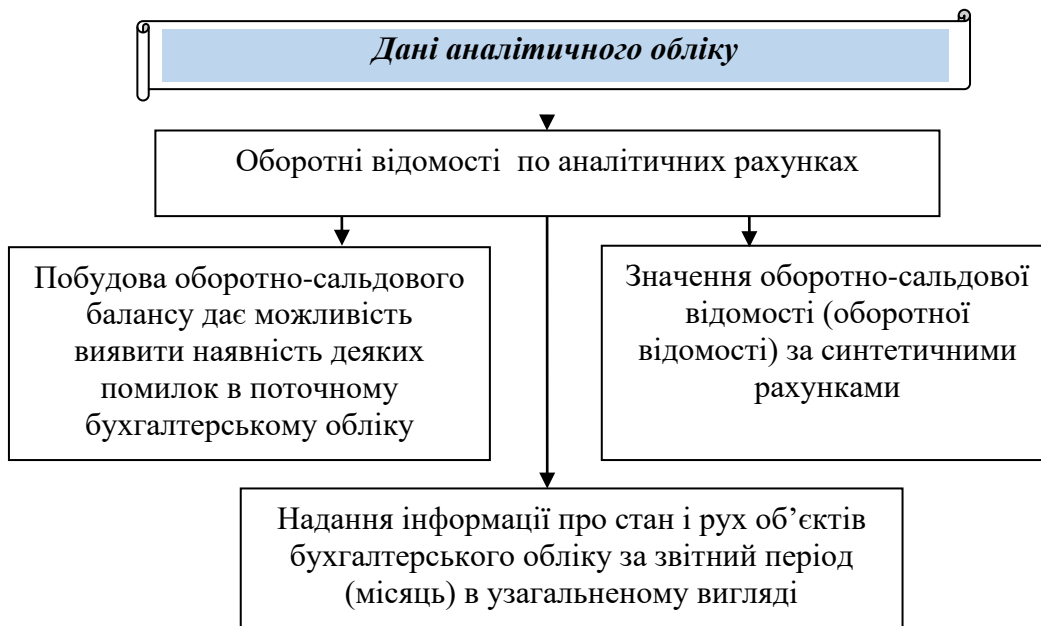 Дані аналітичного обліку
Оборотні відомості по аналітичних рахунках
Побудова оборотно-сальдового
балансу дає можливість
виявити наявність деяких
помилок в поточному
бухгалтерському обліку
Значення оборотно-сальдової
відомості (оборотної
відомості) за синтетичними
рахунками
Надання інформації про стан і рух об’єктів
бухгалтерського обліку за звітний період
(місяць) в узагальненому вигляді